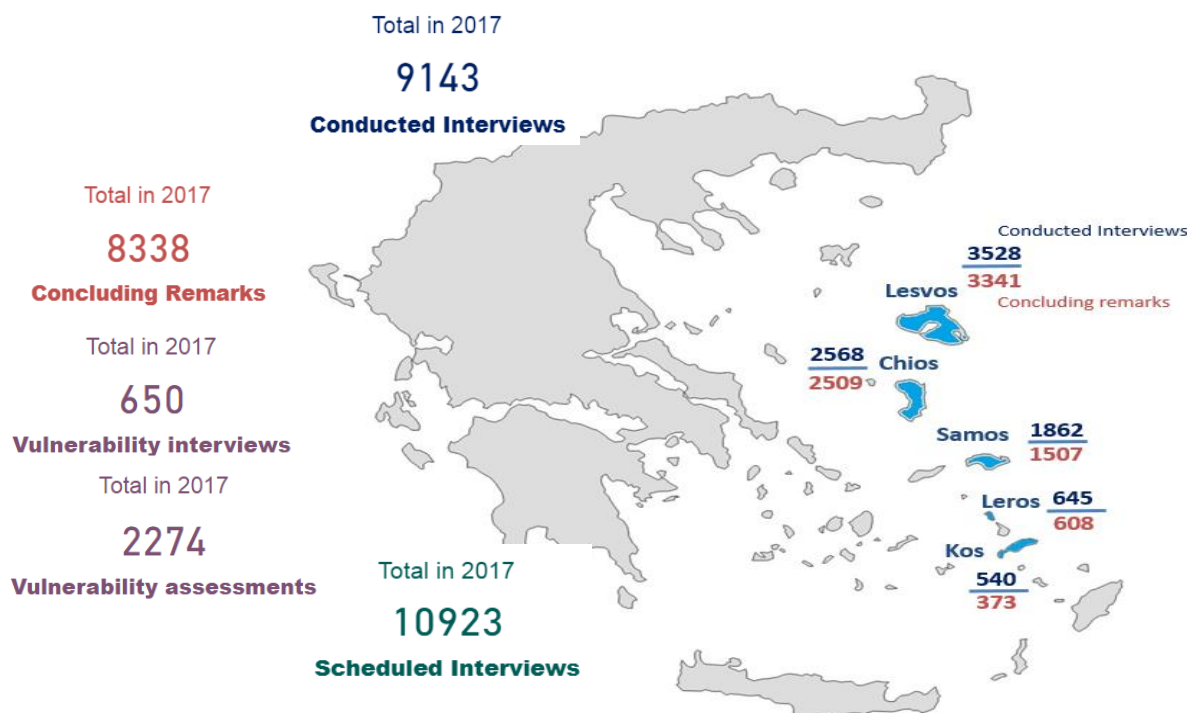 Total in 2017
9143
Conducted Interviews
Total in 2017
8338
Concluding Remarks
Total in 2017
650
Vulnerability interviews
Total in 2017
2274
Vulnerability assessments
Total in 2017
10923
Scheduled Interviews
Conducted Interviews
3528
3341
Lesvos
Concluding remarks
2568
2509
Chios
Samos
1862
1507
Leros
645
608
Kos
540
373